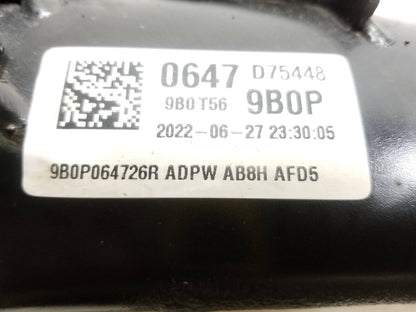 0647 D75448
9B0T56 9B0P
2022-06-27 23:30:05
9B0P064726R ADPW AB8H AFD5